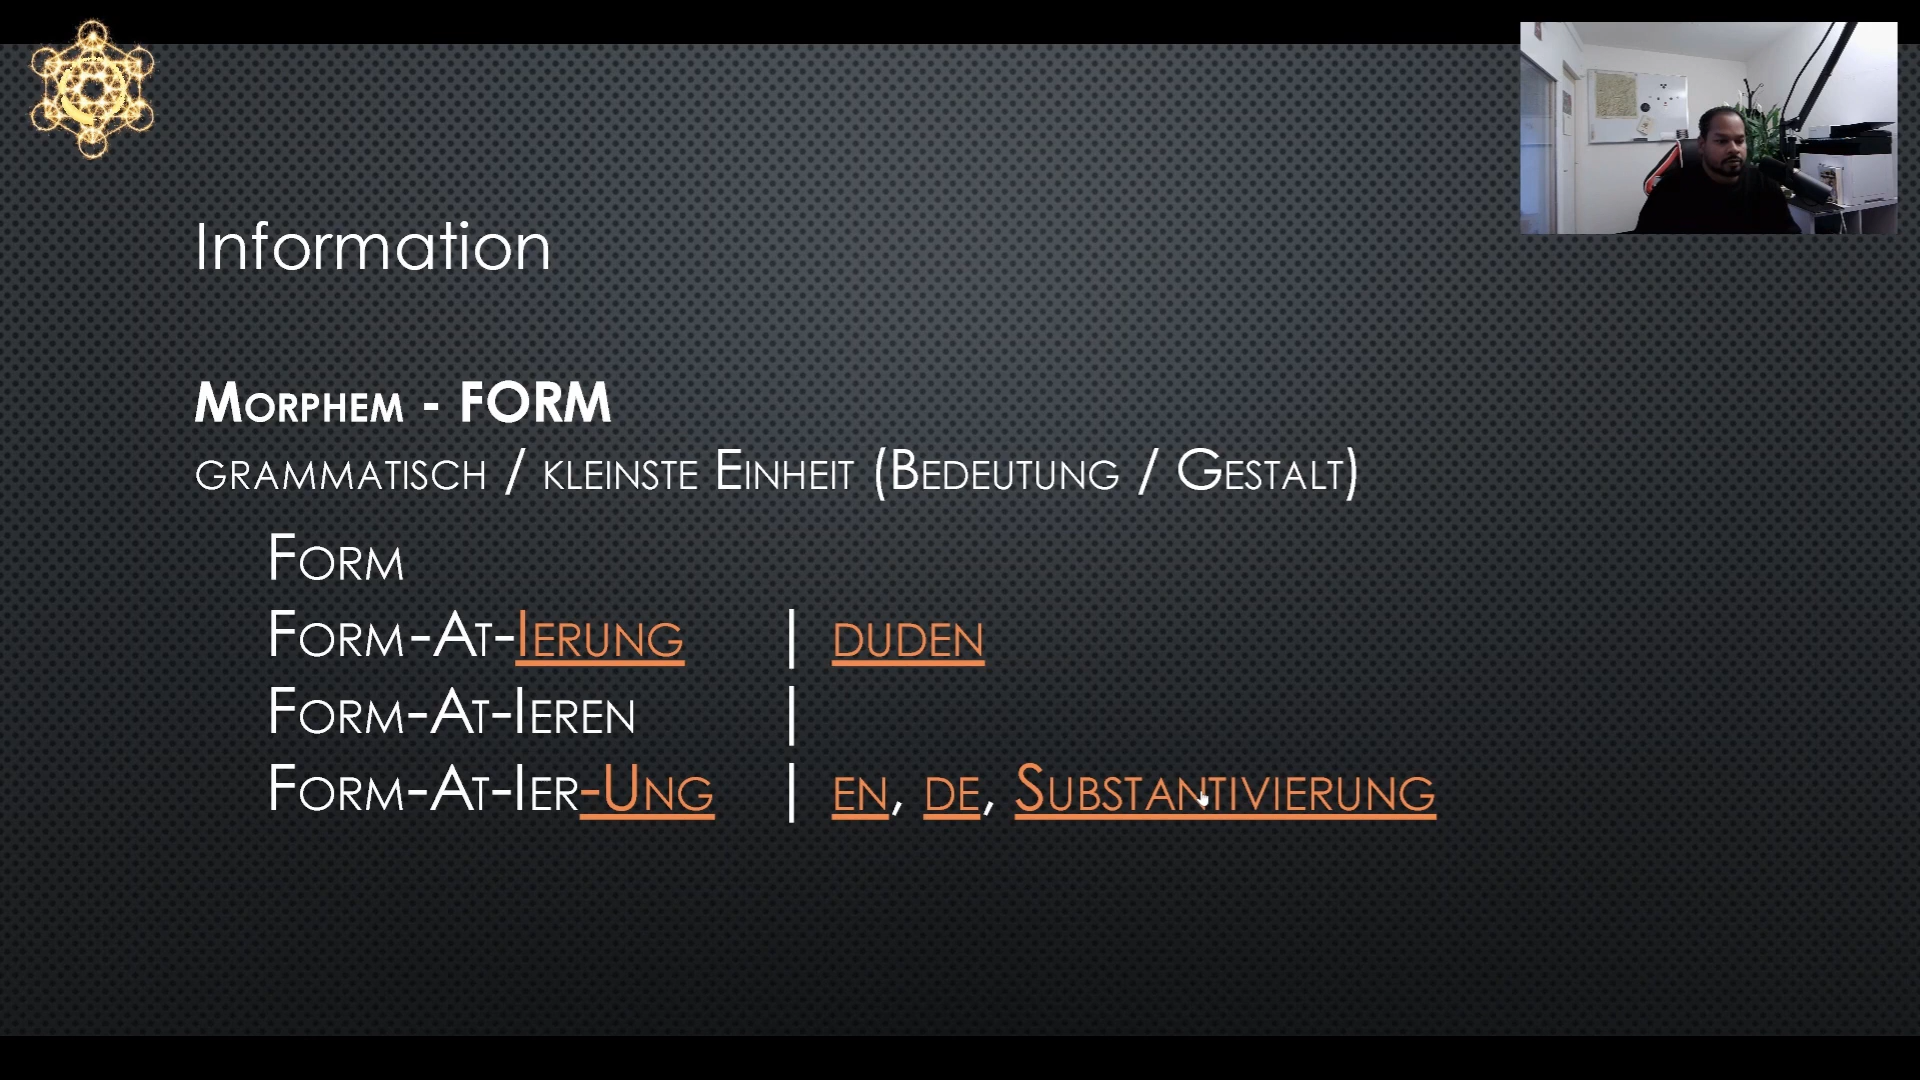 Information
Morphem - FORM
grammatisch / kleinste Einheit (Bedeutung / Gestalt)
Form
Form-At-Ierung | duden
Form-At-Ieren |
Form-At-Ier-Ung | en, de, Substantivierung